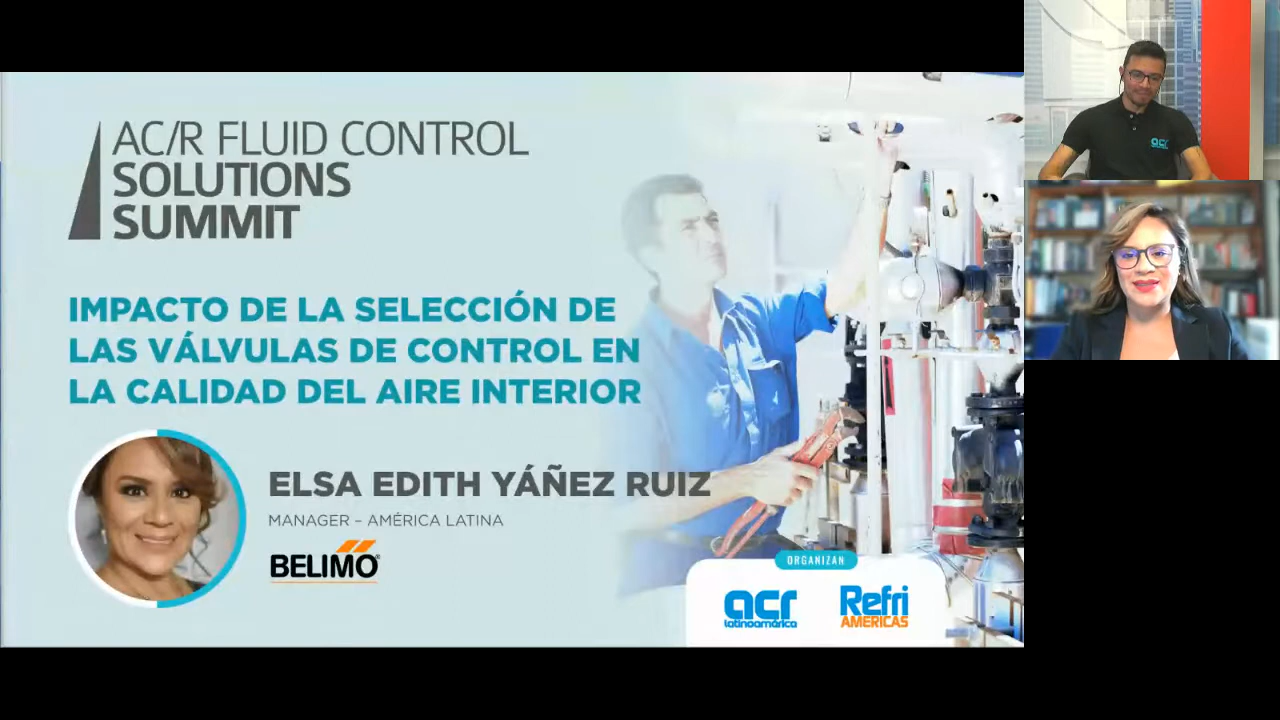 AC/R FLUID CONTROL
SOLUTIONS
SUMMIT
IMPACTO DE LA SELECCIÓN DE
LAS VÁLVULAS DE CONTROL EN
LA CALIDAD DEL AIRE INTERIOR
ELSA EDITH YÁÑEZ RUIZ
MANAGER – AMÉRICA LATINA
BELIMO®
ORGANIZAN
acr
latinoamérica
Refri
AMERICAS
acr